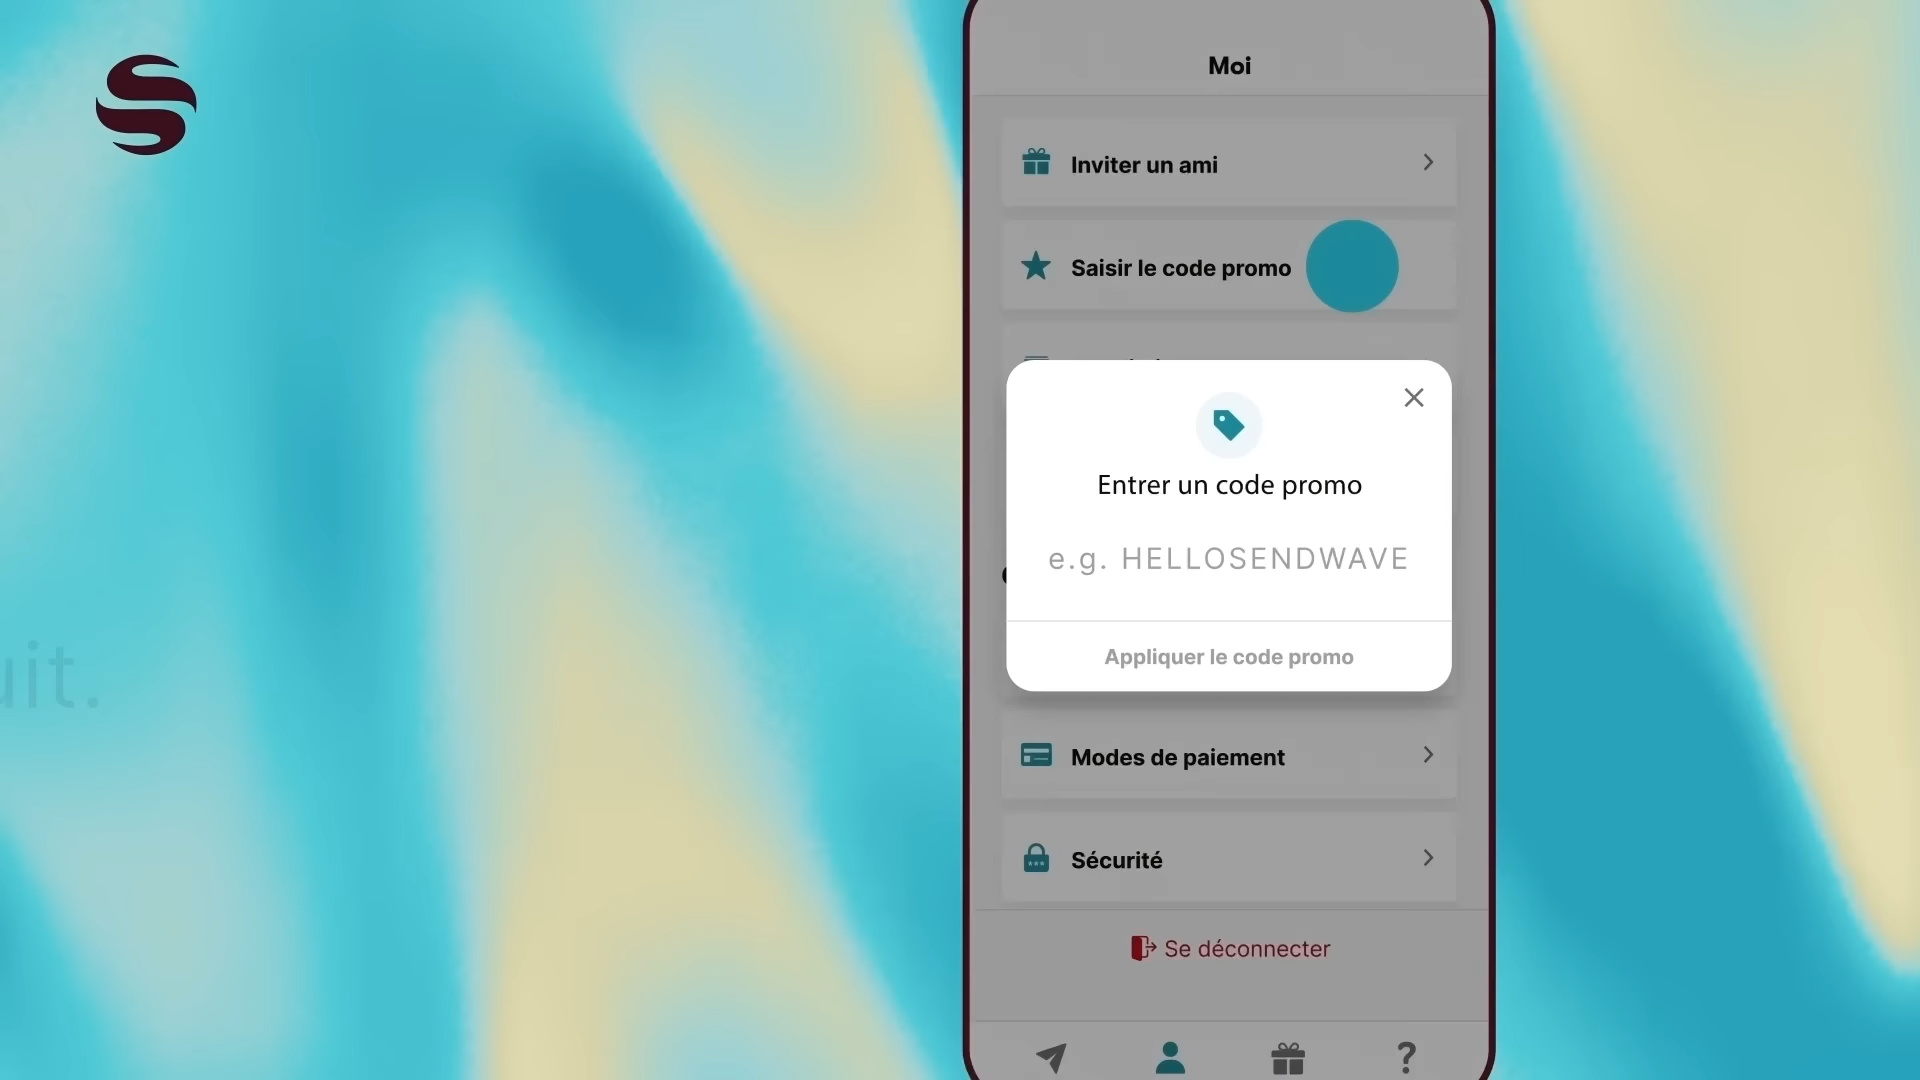 Moi
Inviter un ami
Saisir le code promo
Entrer un code promo
e.g. HELLOSENDWAVE
Appliquer le code promo
Modes de paiement
Sécurité
Se déconnecter